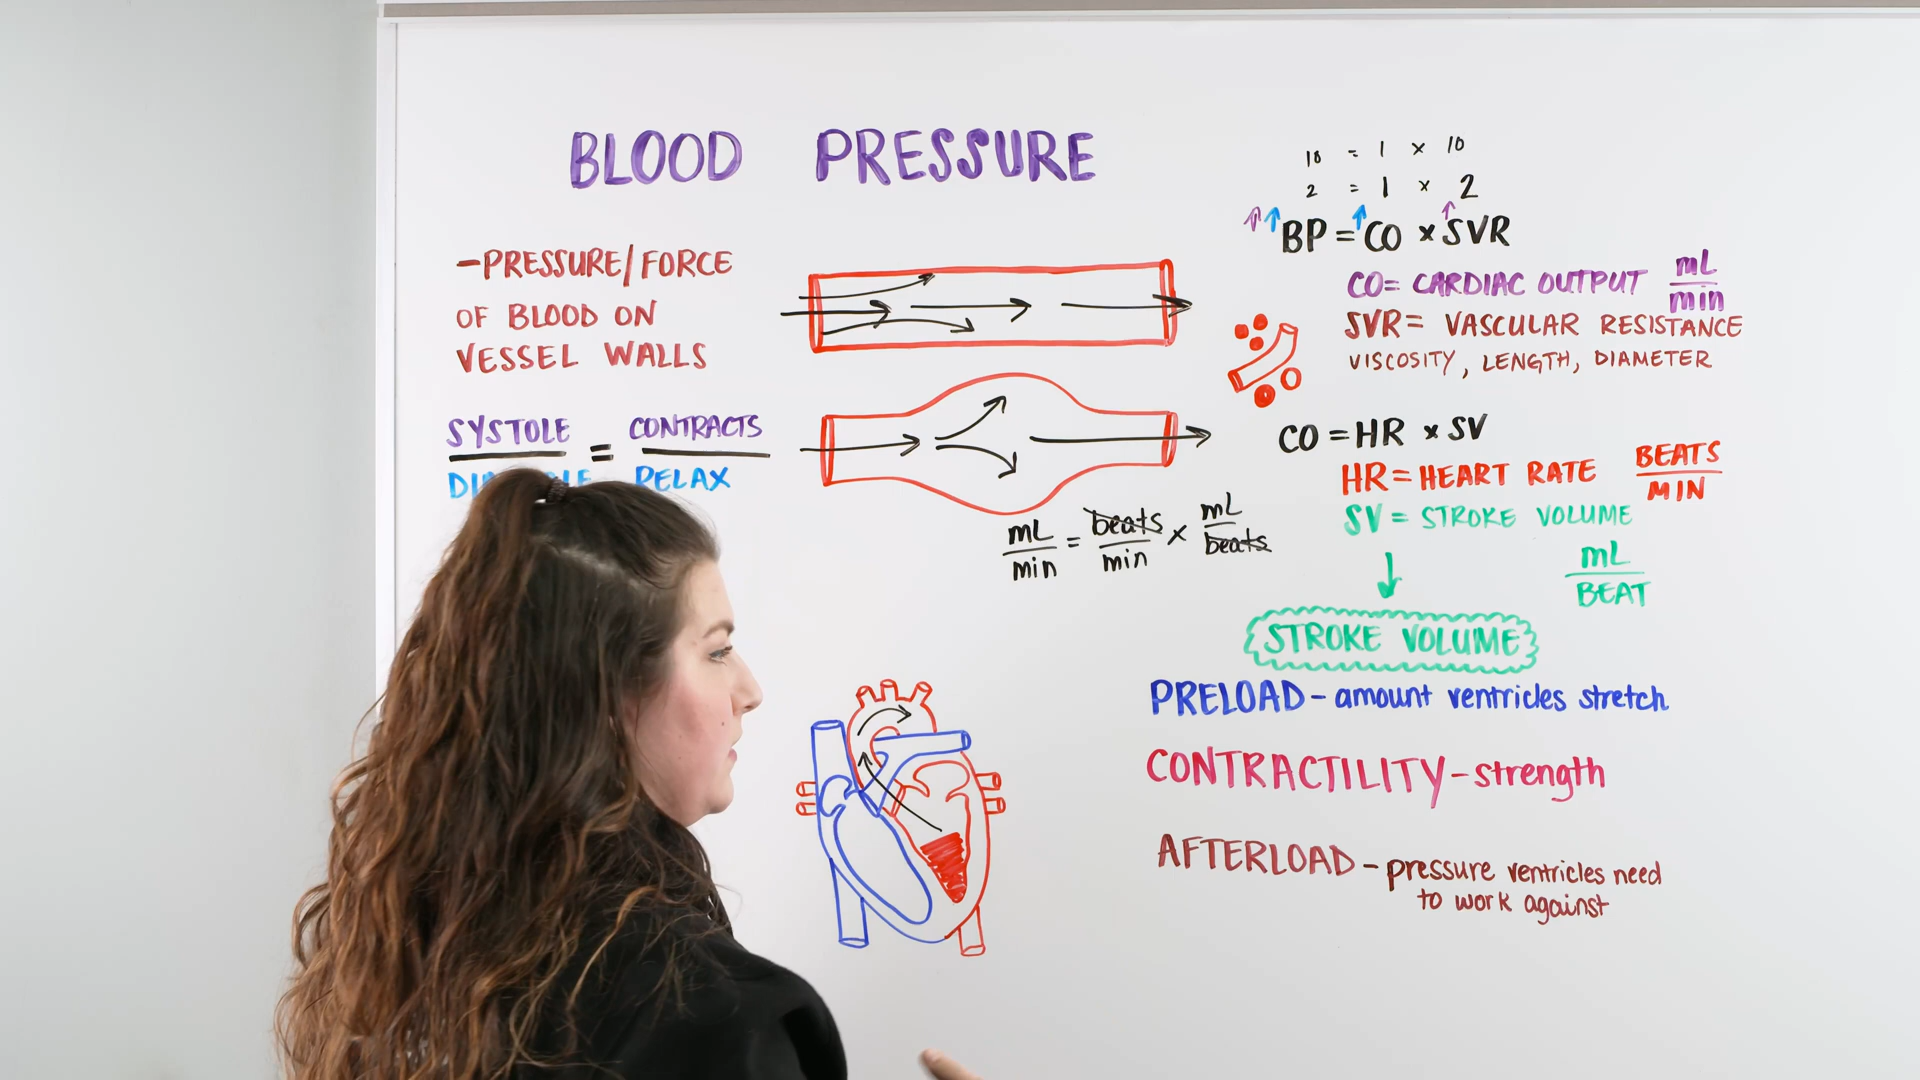 BLOOD PRESSURE
-PRESSURE/FORCE
OF BLOOD ON
VESSEL WALLS
SYSTOLE = CONTRACTS
RELAX
10 = 1 × 10
2 = 1 × 2
↑↑BP = ↑CO × ↑SVR
CO = CARDIAC OUTPUT mL
min
SVR = VASCULAR RESISTANCE
VISCOSITY, LENGTH, DIAMETER
CO = HR × SV
HR = HEART RATE BEATS
MIN
SV = STROKE VOLUME
mL
BEAT
mL = beats × mL
min min beats
STROKE VOLUME
PRELOAD - amount ventricles stretch
CONTRACTILITY - strength
AFTERLOAD - pressure ventricles need
to work against